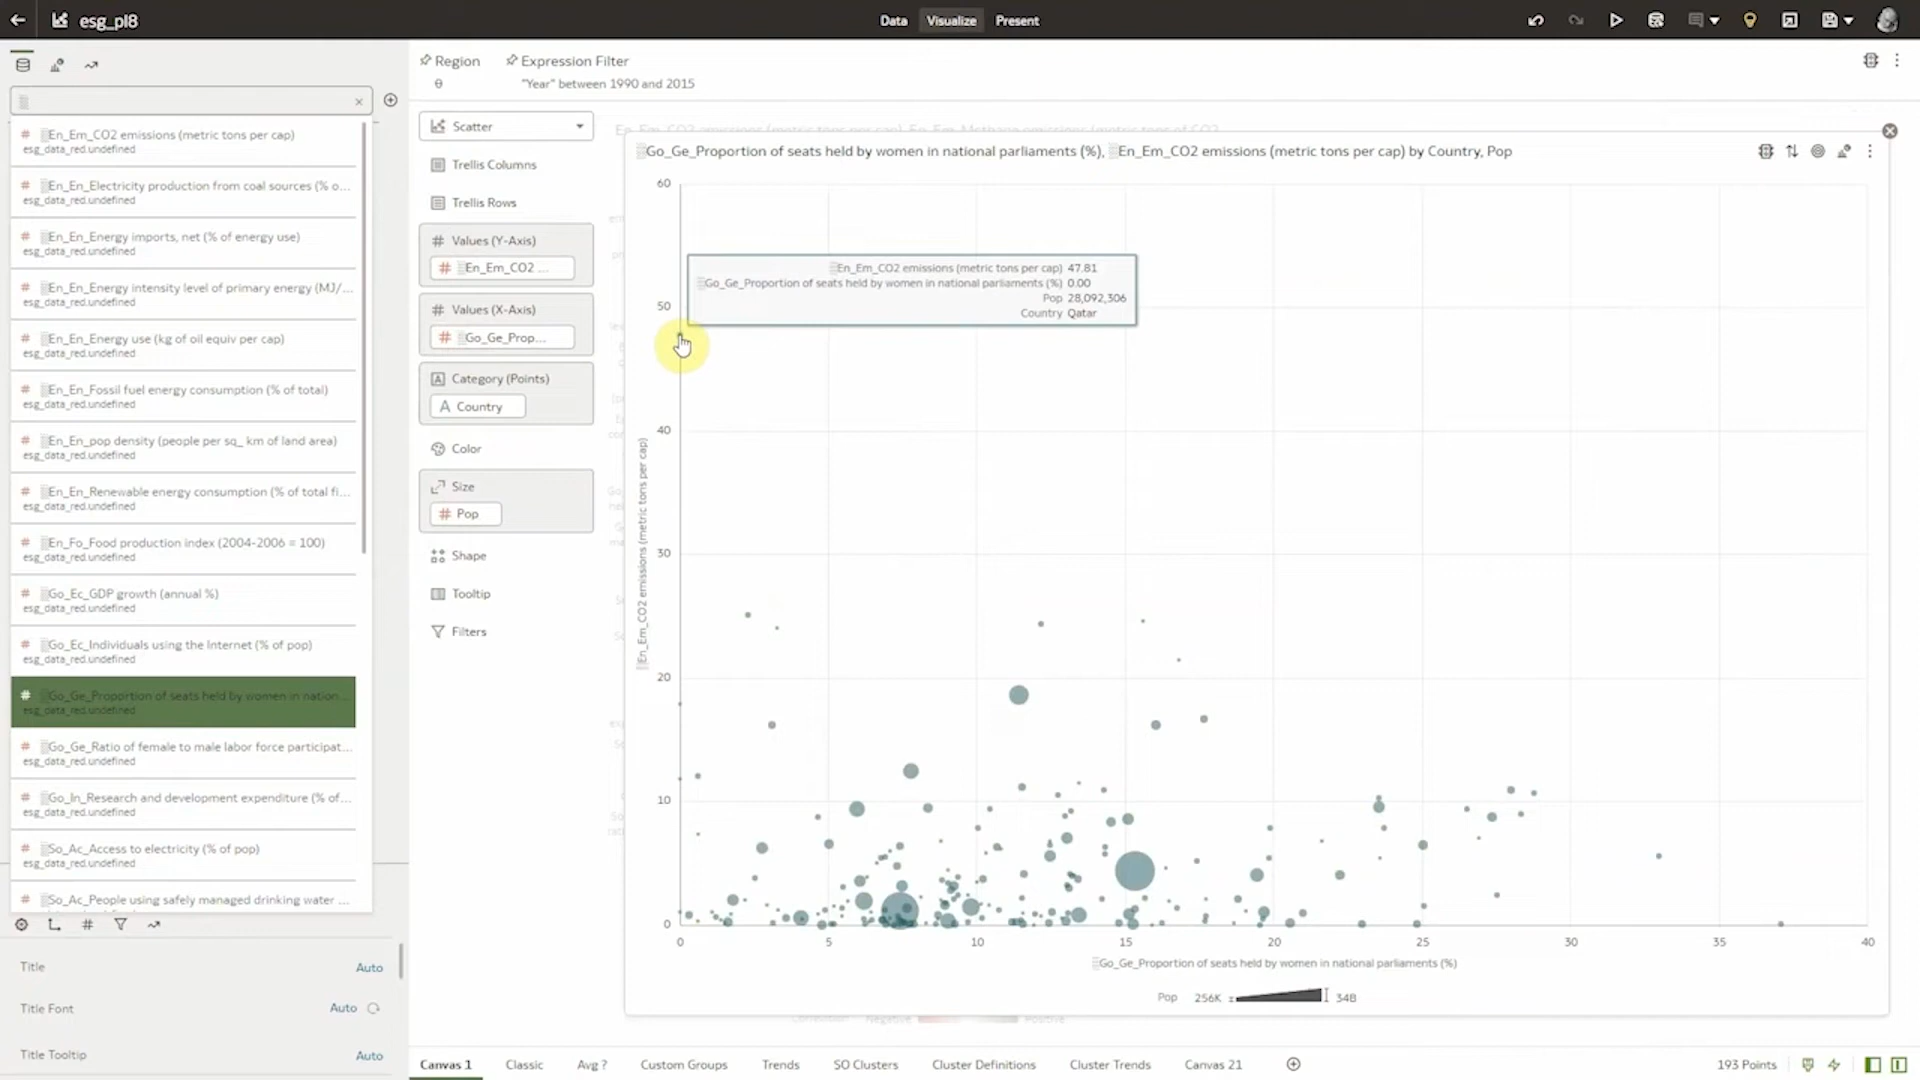 esg_pl8
Data
Visualize
Present
Region
Expression Filter
"Year" between 1990 and 2015
En_Em_CO2 emissions (metric tons per cap)
esg_data_red.undefined
En_En_Electricity production from coal sources (% o...
esg_data_red.undefined
En_En_Energy imports, net (% of energy use)
esg_data_red.undefined
En_En_Energy intensity level of primary energy (MJ/...
esg_data_red.undefined
En_En_Energy use (kg of oil equiv per cap)
esg_data_red.undefined
En_En_Fossil fuel energy consumption (% of total)
esg_data_red.undefined
En_En_pop density (people per sq_ km of land area)
esg_data_red.undefined
En_En_Renewable energy consumption (% of total fi...
esg_data_red.undefined
En_Fo_Food production index (2004-2006 = 100)
esg_data_red.undefined
Go_Ec_GDP growth (annual %)
esg_data_red.undefined
Go_Ec_Individuals using the Internet (% of pop)
esg_data_red.undefined
Go_Ge_Proportion of seats held by women in nation...
esg_data_red.undefined
Go_Ge_Ratio of female to male labor force participat...
esg_data_red.undefined
Go_In_Research and development expenditure (% of...
esg_data_red.undefined
So_Ac_Access to electricity (% of pop)
esg_data_red.undefined
So_Ac_People using safely managed drinking water ...
Title
Auto
Title Font
Auto
Title Tooltip
Auto
Scatter
Trellis Columns
Trellis Rows
Values (Y-Axis)
En_Em_CO2 ...
Values (X-Axis)
Go_Ge_Prop...
Category (Points)
A Country
Color
Size
# Pop
Shape
Tooltip
Filters
Go_Ge_Proportion of seats held by women in national parliaments (%), En_Em_CO2 emissions (metric tons per cap) by Country, Pop
En_Em_CO2 emissions (metric tons per cap) 47.81
Go_Ge_Proportion of seats held by women in national parliaments (%) 0.00
Pop 28,092,306
Country Qatar
60
50
40
30
20
10
0
En_Em_CO2 emissions (metric tons per cap)
0 5 10 15 20 25 30 35 40
Go_Ge_Proportion of seats held by women in national parliaments (%)
Pop 256K 34B
Canvas 1
Classic
Avg ?
Custom Groups
Trends
SO Clusters
Cluster Definitions
Cluster Trends
Canvas 21
193 Points